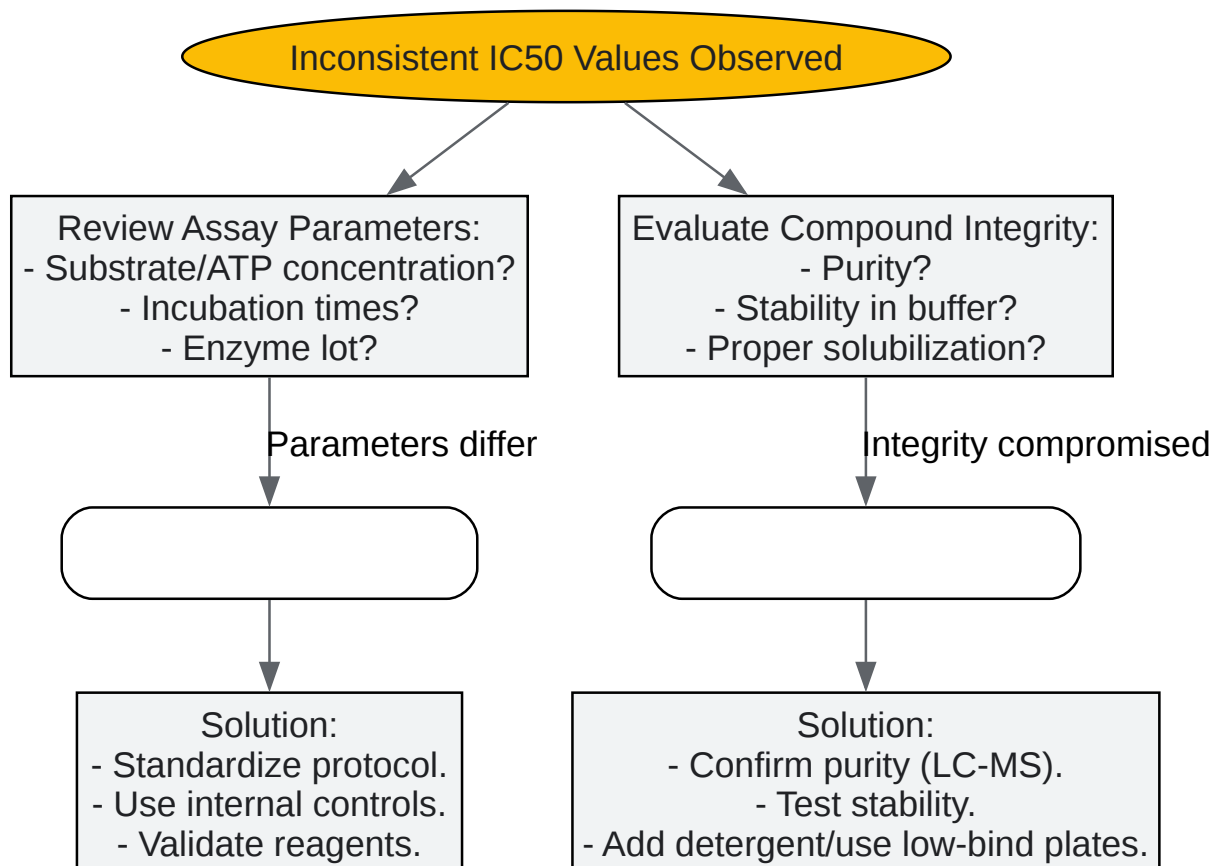 Inconsistent IC50 Values Observed
Review Assay Parameters:
- Substrate/ATP concentration?
- Incubation times?
- Enzyme lot?
Evaluate Compound Integrity:
- Purity?
- Stability in buffer?
- Proper solubilization?
Parameters differ
Integrity compromised
Solution:
- Standardize protocol.
- Use internal controls.
- Validate reagents.
Solution:
- Confirm purity (LC-MS).
- Test stability.
- Add detergent/use low-bind plates.